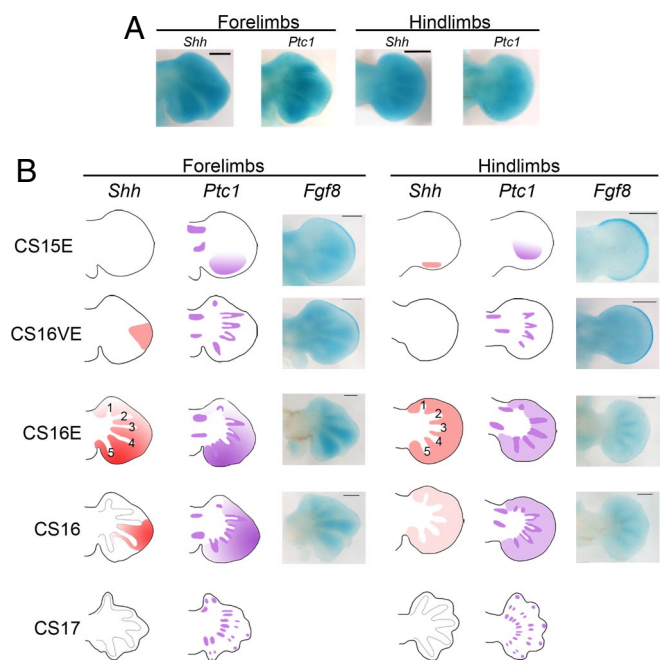 A
Forelimbs Hindlimbs
Shh Ptc1 Shh Ptc1
B
Forelimbs Hindlimbs
Shh Ptc1 Fgf8 Shh Ptc1 Fgf8
CS15E
CS16VE
CS16E
1 2 3 4 5
1 2 3 4 5
CS16
CS17